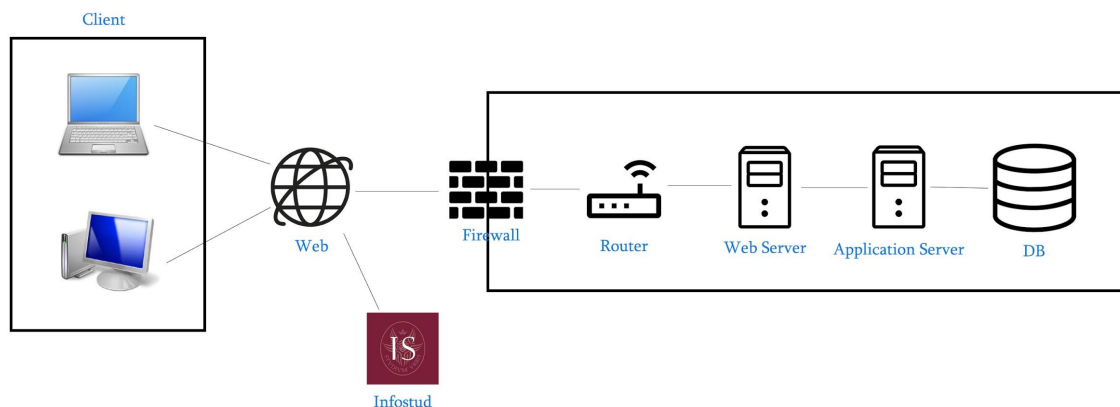 Client
Web
Firewall
Router
Web Server
Application Server
DB
IS
Infostud